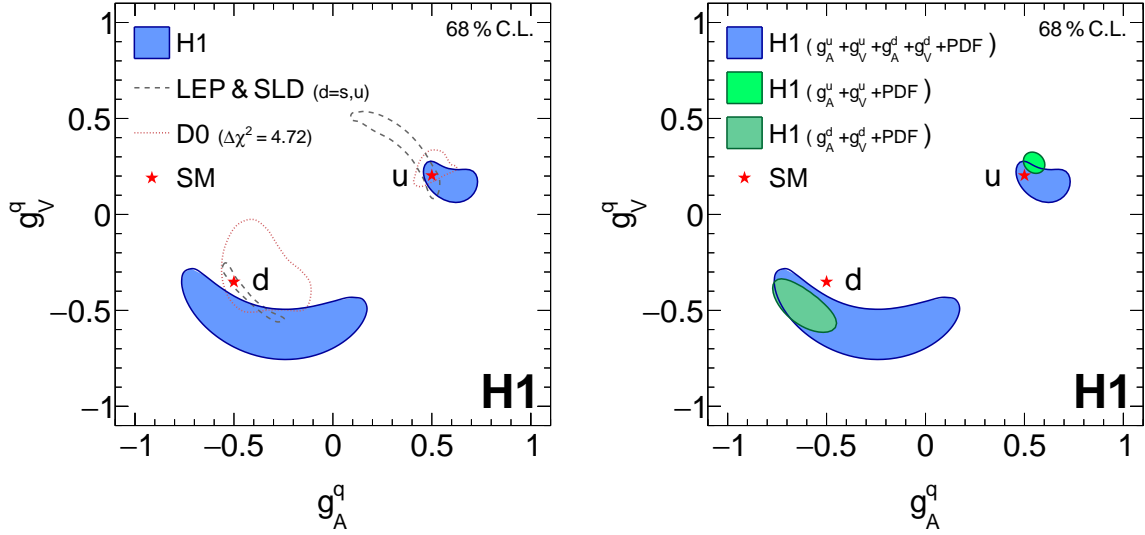 68 % C.L.
H1
LEP & SLD (d=s,u)
D0 (Δχ² = 4.72)
SM
u
d
H1
1
0.5
0
−0.5
−1
g_V^q
−1 −0.5 0 0.5 1
g_A^q
68 % C.L.
H1 ( g_A^u +g_V^u +g_A^d +g_V^d +PDF )
H1 ( g_A^u +g_V^u +PDF )
H1 ( g_A^d +g_V^d +PDF )
SM
u
d
H1
1
0.5
0
−0.5
−1
g_V^q
−1 −0.5 0 0.5 1
g_A^q